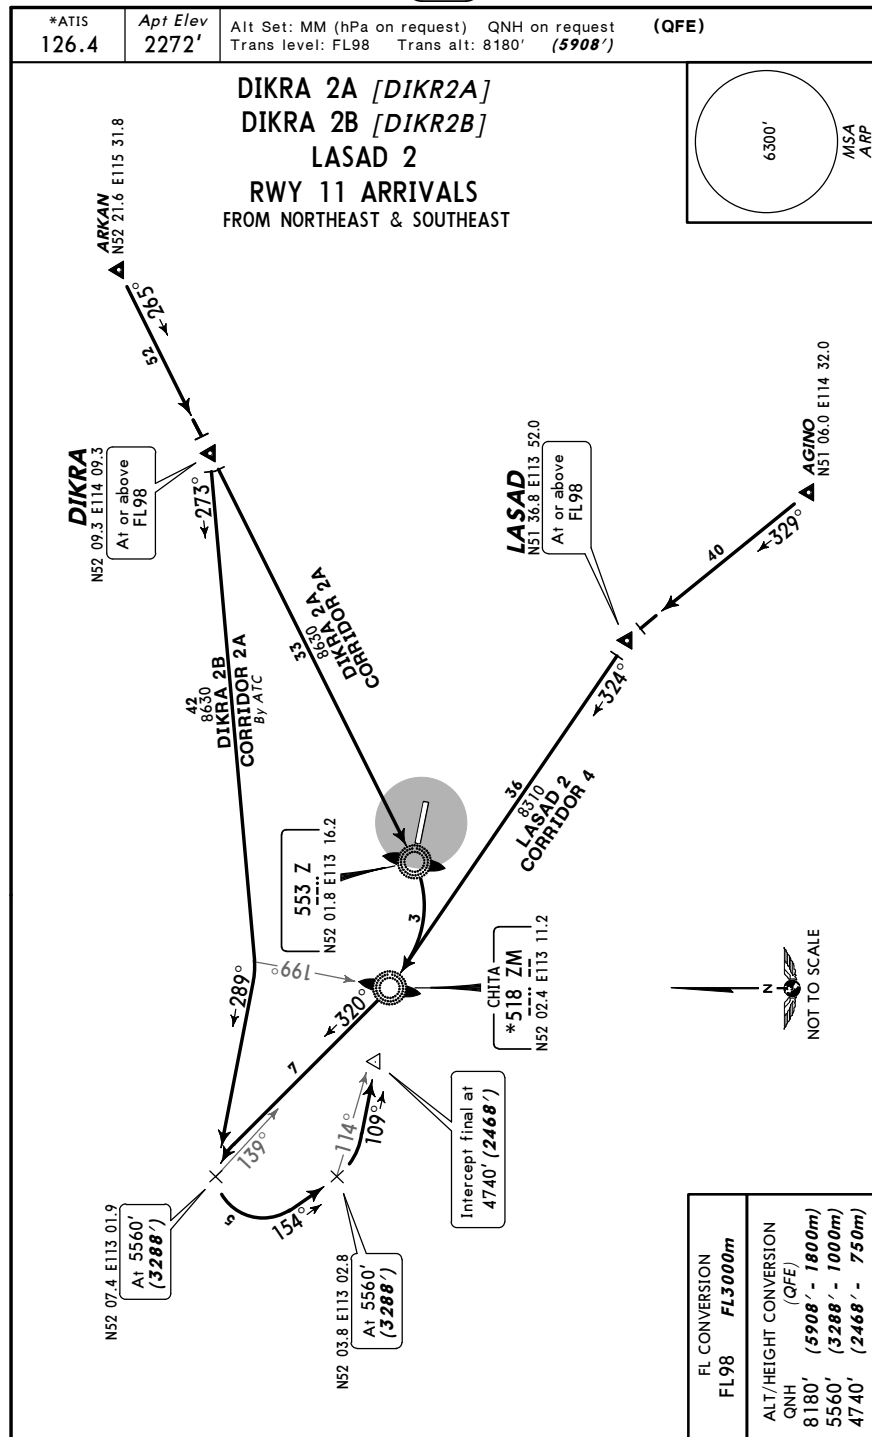 *ATIS
126.4
Apt Elev
2272'
Alt Set: MM (hPa on request) QNH on request (QFE)
Trans level: FL98 Trans alt: 8180' (5908')
DIKRA 2A [DIKR2A]
DIKRA 2B [DIKR2B]
LASAD 2
RWY 11 ARRIVALS
FROM NORTHEAST & SOUTHEAST
6300'
MSA
ARP
ARKAN
N52 21.6 E115 31.8
265°
52
DIKRA
N52 09.3 E114 09.3
At or above
FL98
273°
42
8630
DIKRA 2B
CORRIDOR 2A
By ATC
33
8630
DIKRA 2A
CORRIDOR 2A
AGINO
N51 06.0 E114 32.0
329°
40
LASAD
N51 36.8 E113 52.0
At or above
FL98
324°
36
8310
LASAD 2
CORRIDOR 4
553 Z
N52 01.8 E113 16.2
3
CHITA
*518 ZM
N52 02.4 E113 11.2
199°
289°
320°
7
139°
114°
109°
Intercept final at
4740' (2468')
N52 07.4 E113 01.9
At 5560'
(3288')
5
154°
N52 03.8 E113 02.8
At 5560'
(3288')
N
NOT TO SCALE
FL CONVERSION
FL98 FL3000m
ALT/HEIGHT CONVERSION
QNH (QFE)
8180' (5908' - 1800m)
5560' (3288' - 1000m)
4740' (2468' - 750m)